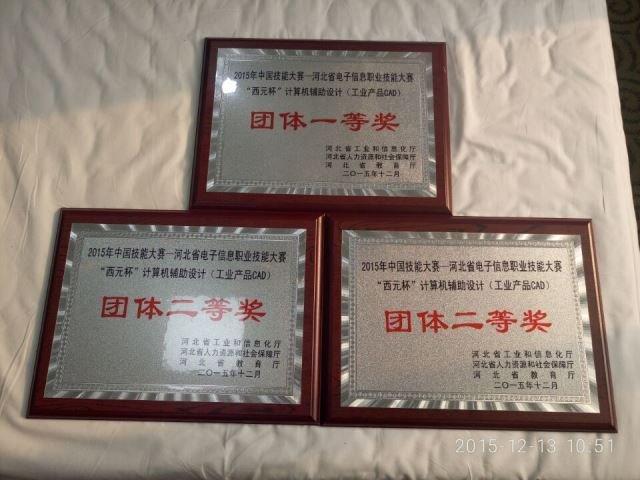 2015年中国技能大赛—河北省电子信息职业技能大赛
“西元杯”计算机辅助设计（工业产品CAD）
团体一等奖
河北省工业和信息化厅
河北省人力资源和社会保障厅
河北省教育厅
二〇一五年十二月
2015年中国技能大赛—河北省电子信息职业技能大赛
“西元杯”计算机辅助设计（工业产品CAD）
团体二等奖
河北省工业和信息化厅
河北省人力资源和社会保障厅
河北省教育厅
二〇一五年十二月
2015年中国技能大赛—河北省电子信息职业技能大赛
“西元杯”计算机辅助设计（工业产品CAD）
团体二等奖
河北省工业和信息化厅
河北省人力资源和社会保障厅
河北省教育厅
二〇一五年十二月
2015-12-13 10:51